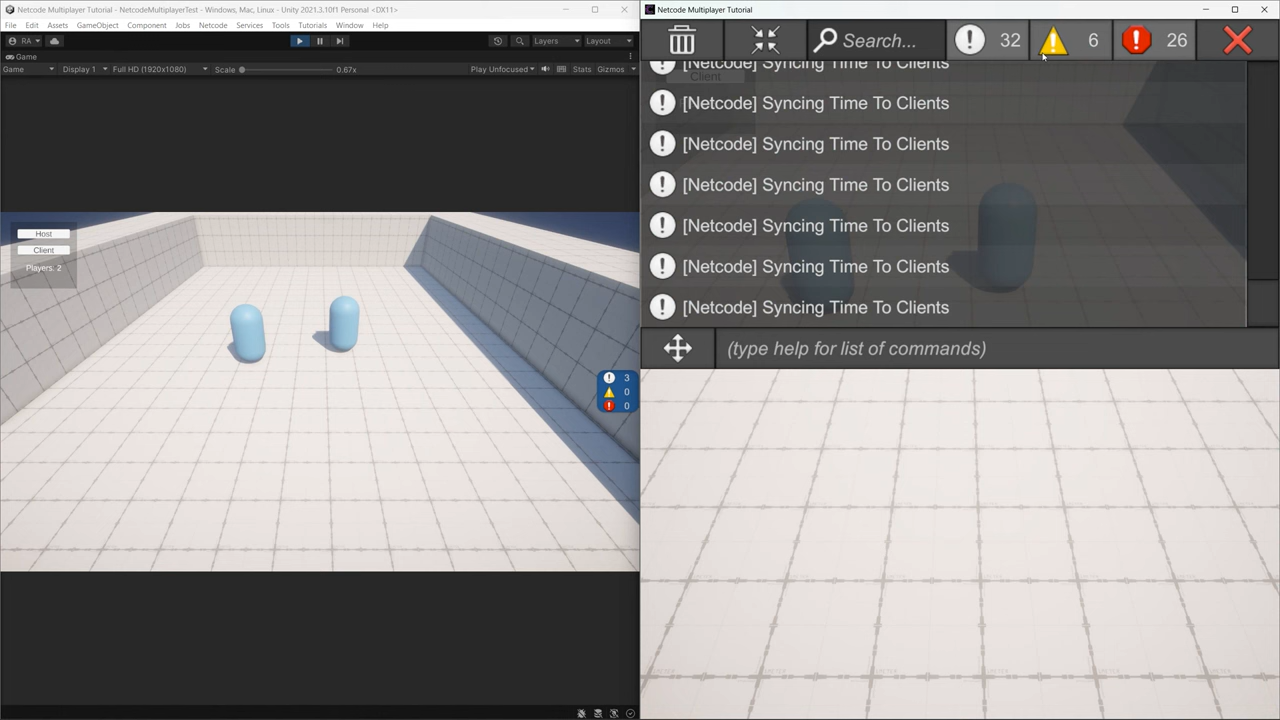 Netcode Multiplayer Tutorial - NetcodeMultiplayerTest - Windows, Mac, Linux - Unity 2021.3.10f1 Personal <DX11>
File Edit Assets GameObject Component Jobs Netcode Services Tools Tutorials Window Help
RA Layers Layout
Game
Game Display 1 Full HD (1920x1080) Scale 0.67x Play Unfocused Stats Gizmos
Host
Client
Players: 2
3
0
0
Netcode Multiplayer Tutorial
Search... 32 6 26
[Netcode] Syncing Time To Clients
Client
[Netcode] Syncing Time To Clients
[Netcode] Syncing Time To Clients
[Netcode] Syncing Time To Clients
[Netcode] Syncing Time To Clients
[Netcode] Syncing Time To Clients
[Netcode] Syncing Time To Clients
(type help for list of commands)